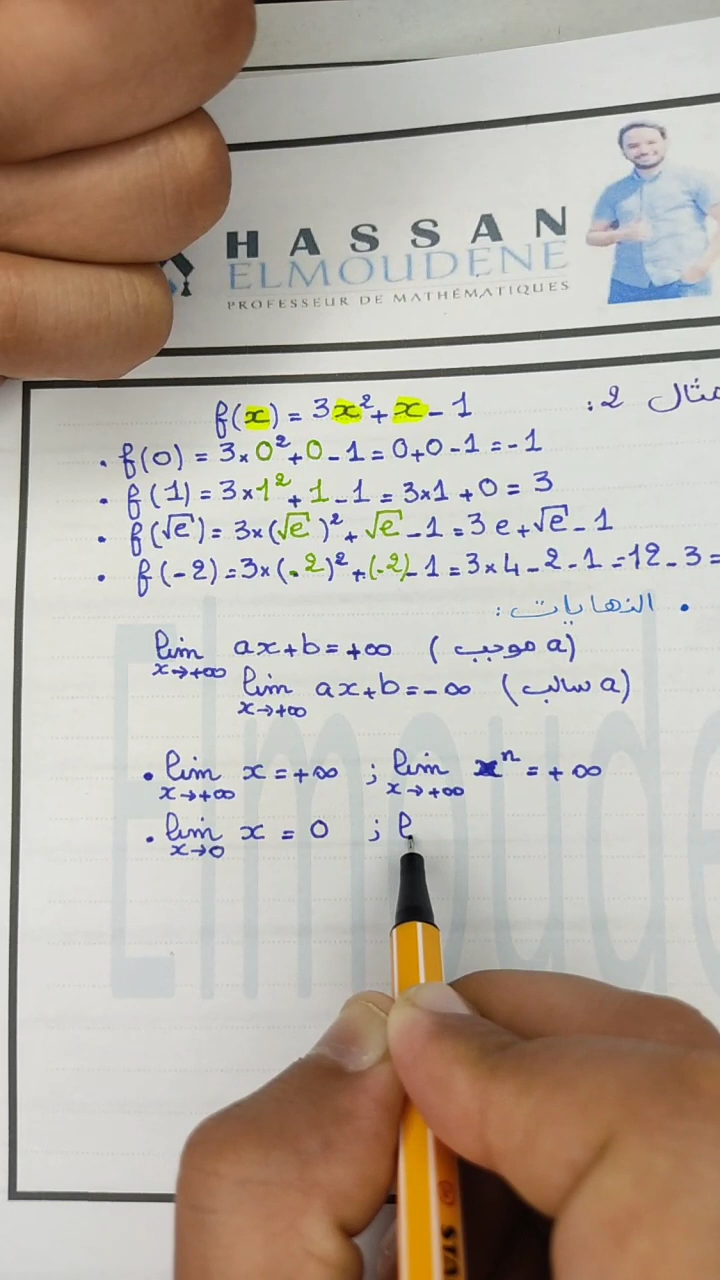 HASSAN
ELMOUDENE
PROFESSEUR DE MATHÉMATIQUES
مثال 2:
f(x) = 3x² + x - 1
• f(0) = 3×0²+0-1 = 0+0-1 = -1
• f(1) = 3×1²+1-1 = 3×1+0 = 3
• f(√e) = 3×(√e)²+√e-1 = 3e+√e-1
• f(-2) = 3×(-2)²+(-2)-1 = 3×4-2-1 = 12-3 =
• النهايات:
lim x→+∞ ax+b = +∞ (a موجب)
lim x→+∞ ax+b = -∞ (a سالب)
• lim x→+∞ x = +∞ ; lim x→+∞ xⁿ = +∞
• lim x→0 x = 0 ; l
Elmoude
STA